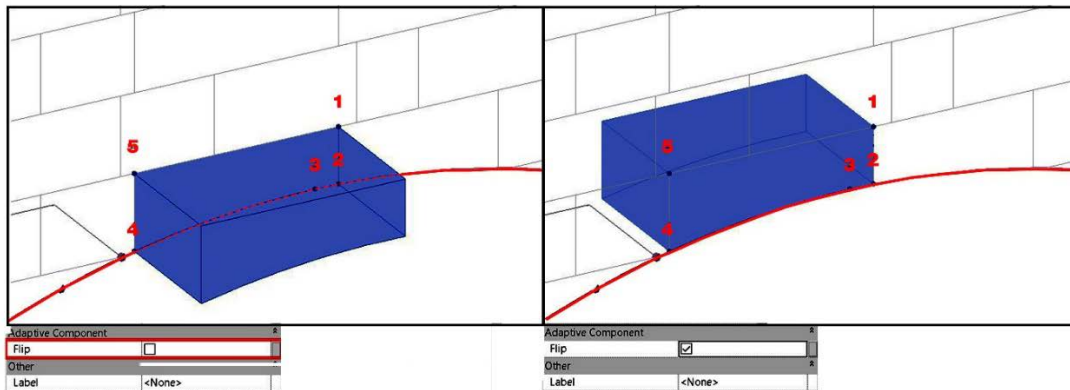 1
5
3
2
4
1
5
3
2
4
Adaptive Component
Flip
Other
Label <None>
Adaptive Component
Flip
Other
Label <None>